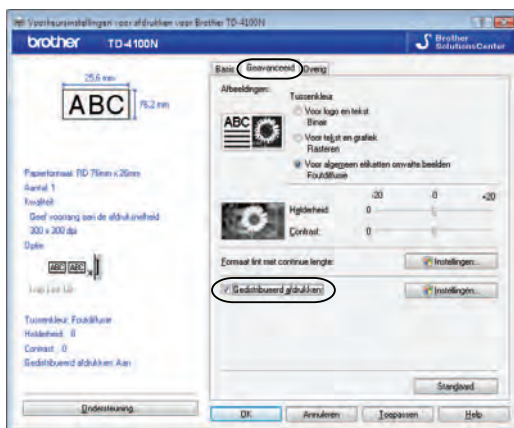 Voorkeursinstellingen voor afdrukken voor Brother TD-4100N
brother TD-4100N
Brother
SolutionsCenter
Basis Geavanceerd Overig
25,6 mm
ABC
76,2 mm
Papierformaat: RD 76mm x 26mm
Aantal: 1
Kwaliteit:
Geef voorrang aan de afdruksnelheid
300 x 300 dpi
Optie:
ABC ABC
Tussenkleur: Foutdiffusie
Helderheid: 0
Contrast: 0
Gedistribueerd afdrukken: Aan
Ondersteuning...
Afbeeldingen:
ABC
Tussenkleur
Voor logo en tekst
Binair
Voor tekst en grafiek
Rasteren
Voor algemeen etiketten omvatte beelden
Foutdiffusie
-20 0 +20
Helderheid: 0
Contrast: 0
Formaat lint met continue lengte:
Instellingen...
Gedistribueerd afdrukken
Instellingen...
Standaard
OK Annuleren Toepassen Help